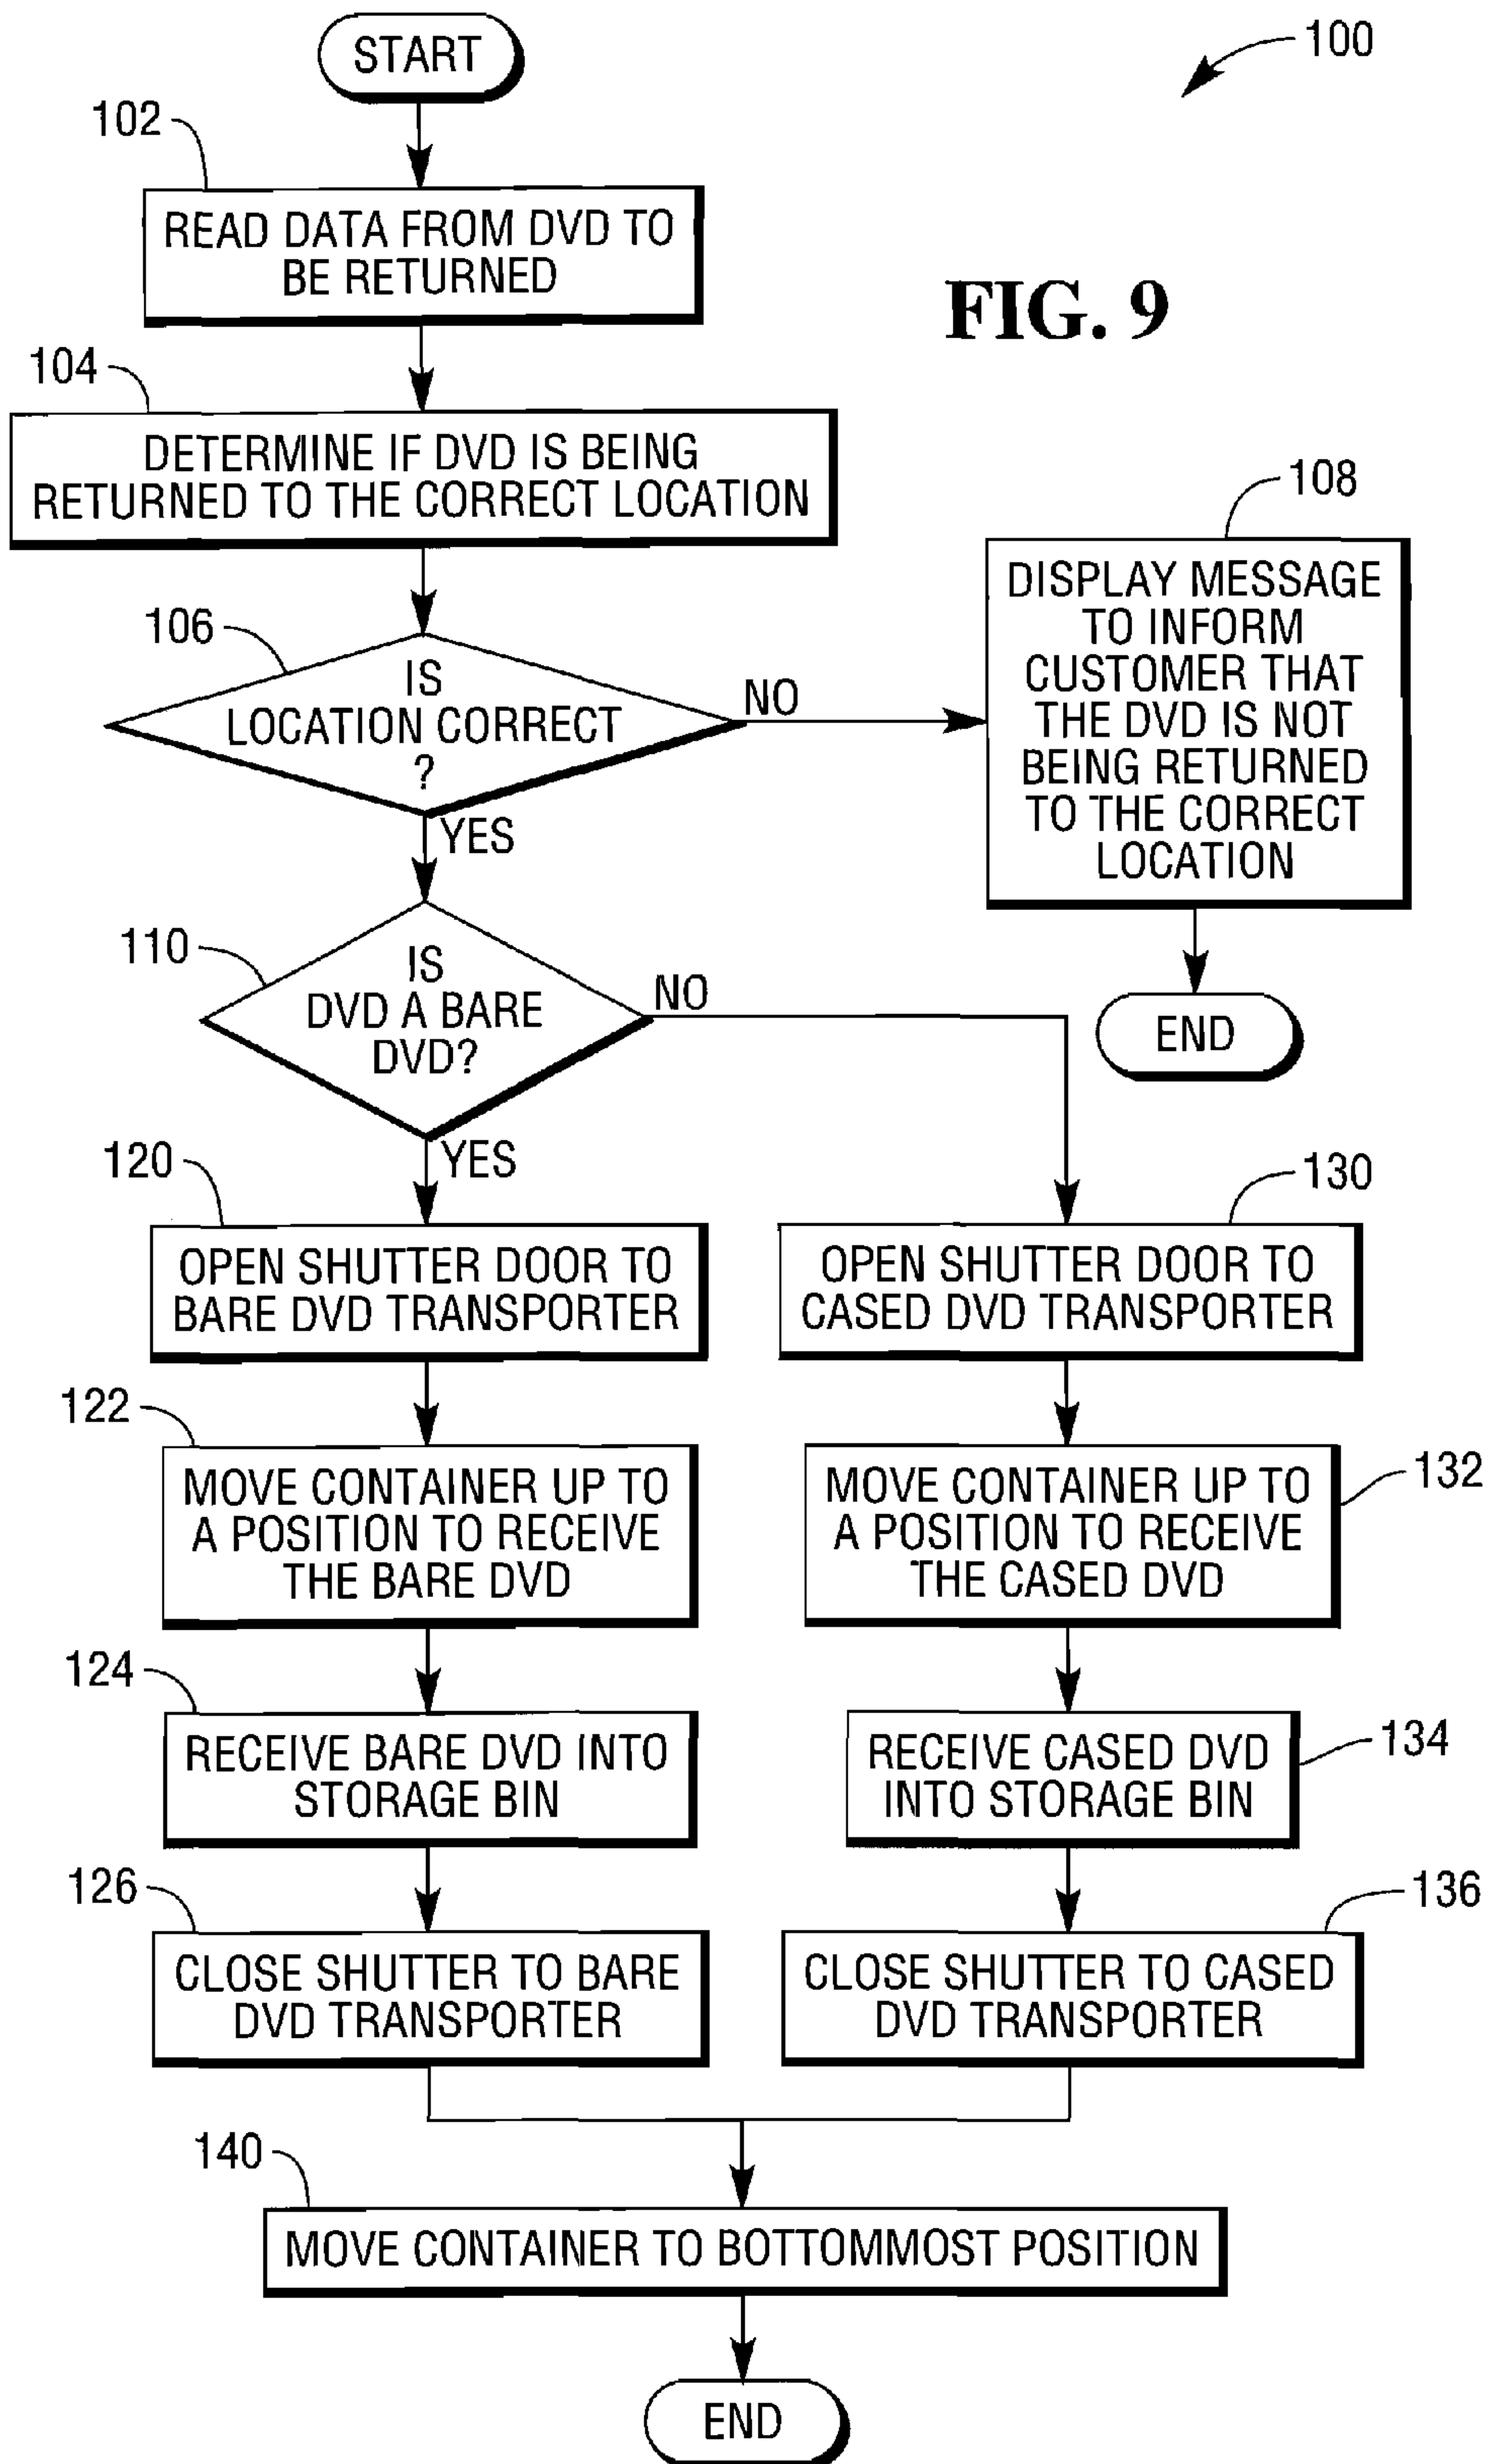 START
100
102
READ DATA FROM DVD TO
BE RETURNED
FIG. 9
104
DETERMINE IF DVD IS BEING
RETURNED TO THE CORRECT LOCATION
108
DISPLAY MESSAGE
TO INFORM
CUSTOMER THAT
THE DVD IS NOT
BEING RETURNED
TO THE CORRECT
LOCATION
106
IS
LOCATION CORRECT
?
NO
YES
END
110
IS
DVD A BARE
DVD?
NO
YES
120
OPEN SHUTTER DOOR TO
BARE DVD TRANSPORTER
130
OPEN SHUTTER DOOR TO
CASED DVD TRANSPORTER
122
MOVE CONTAINER UP TO
A POSITION TO RECEIVE
THE BARE DVD
132
MOVE CONTAINER UP TO
A POSITION TO RECEIVE
THE CASED DVD
124
RECEIVE BARE DVD INTO
STORAGE BIN
134
RECEIVE CASED DVD
INTO STORAGE BIN
126
CLOSE SHUTTER TO BARE
DVD TRANSPORTER
136
CLOSE SHUTTER TO CASED
DVD TRANSPORTER
140
MOVE CONTAINER TO BOTTOMMOST POSITION
END